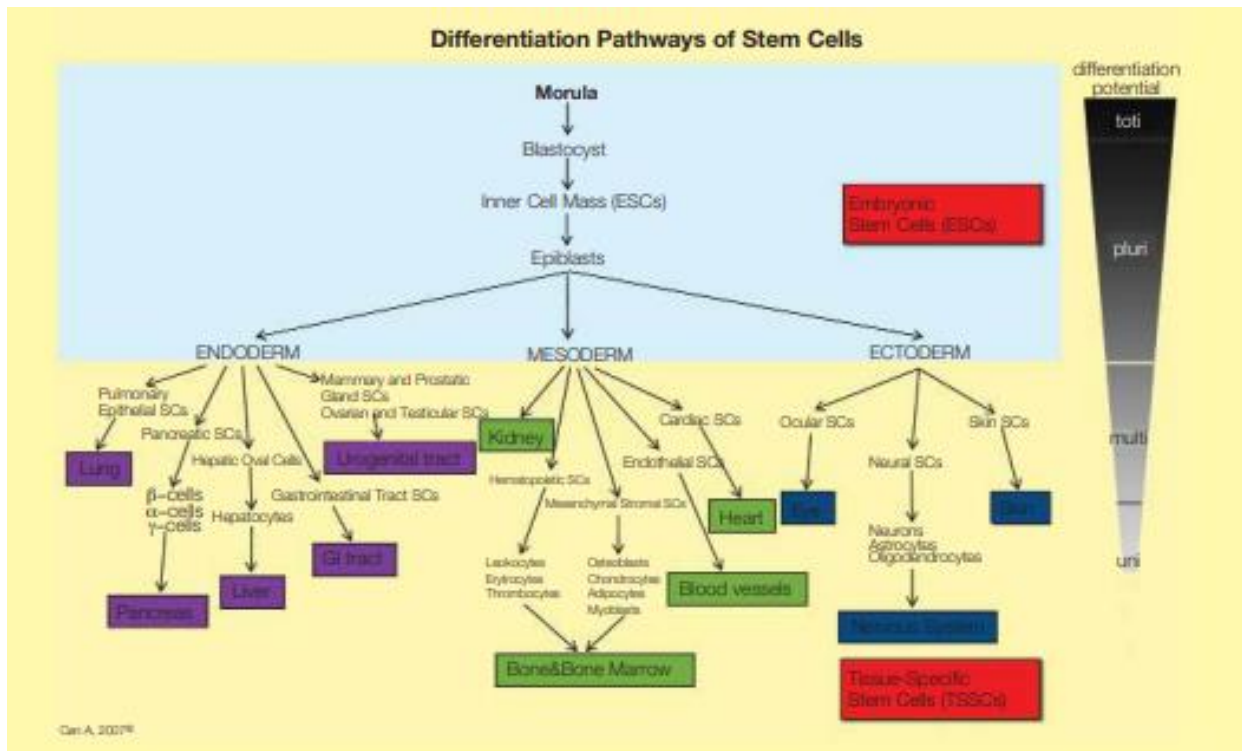 Differentiation Pathways of Stem Cells
differentiation
potential
Morula
toti
Blastocyst
Inner Cell Mass (ESCs)
Embryonic
Stem Cells (ESCs)
pluri
Epiblasts
ENDODERM
MESODERM
ECTODERM
Pulmonary
Epithelial SCs
Mammary and Prostatic
Gland SCs
Ovarian and Testicular SCs
Pancreatic SCs
Hepatic Oval Cells
Lung
Urogenital tract
Gastrointestinal Tract SCs
β-cells
α-cells
γ-cells
Hepatocytes
GI tract
Liver
Pancreas
Kidney
Cardiac SCs
Endothelial SCs
Hematopoietic SCs
Mesenchymal Stromal SCs
Heart
Leokocytes
Erytrocytes
Thrombocytes
Osteoblasts
Chondrocytes
Adipocytes
Myoblasts
Blood vessels
Bone&Bone Marrow
Ocular SCs
Skin SCs
Neural SCs
multi
Eye
Skin
Neurons
Astrocytes
Oligodendrocytes
uni
Nervous System
Tissue-Specific
Stem Cells (TSSCs)
Can A, 2007